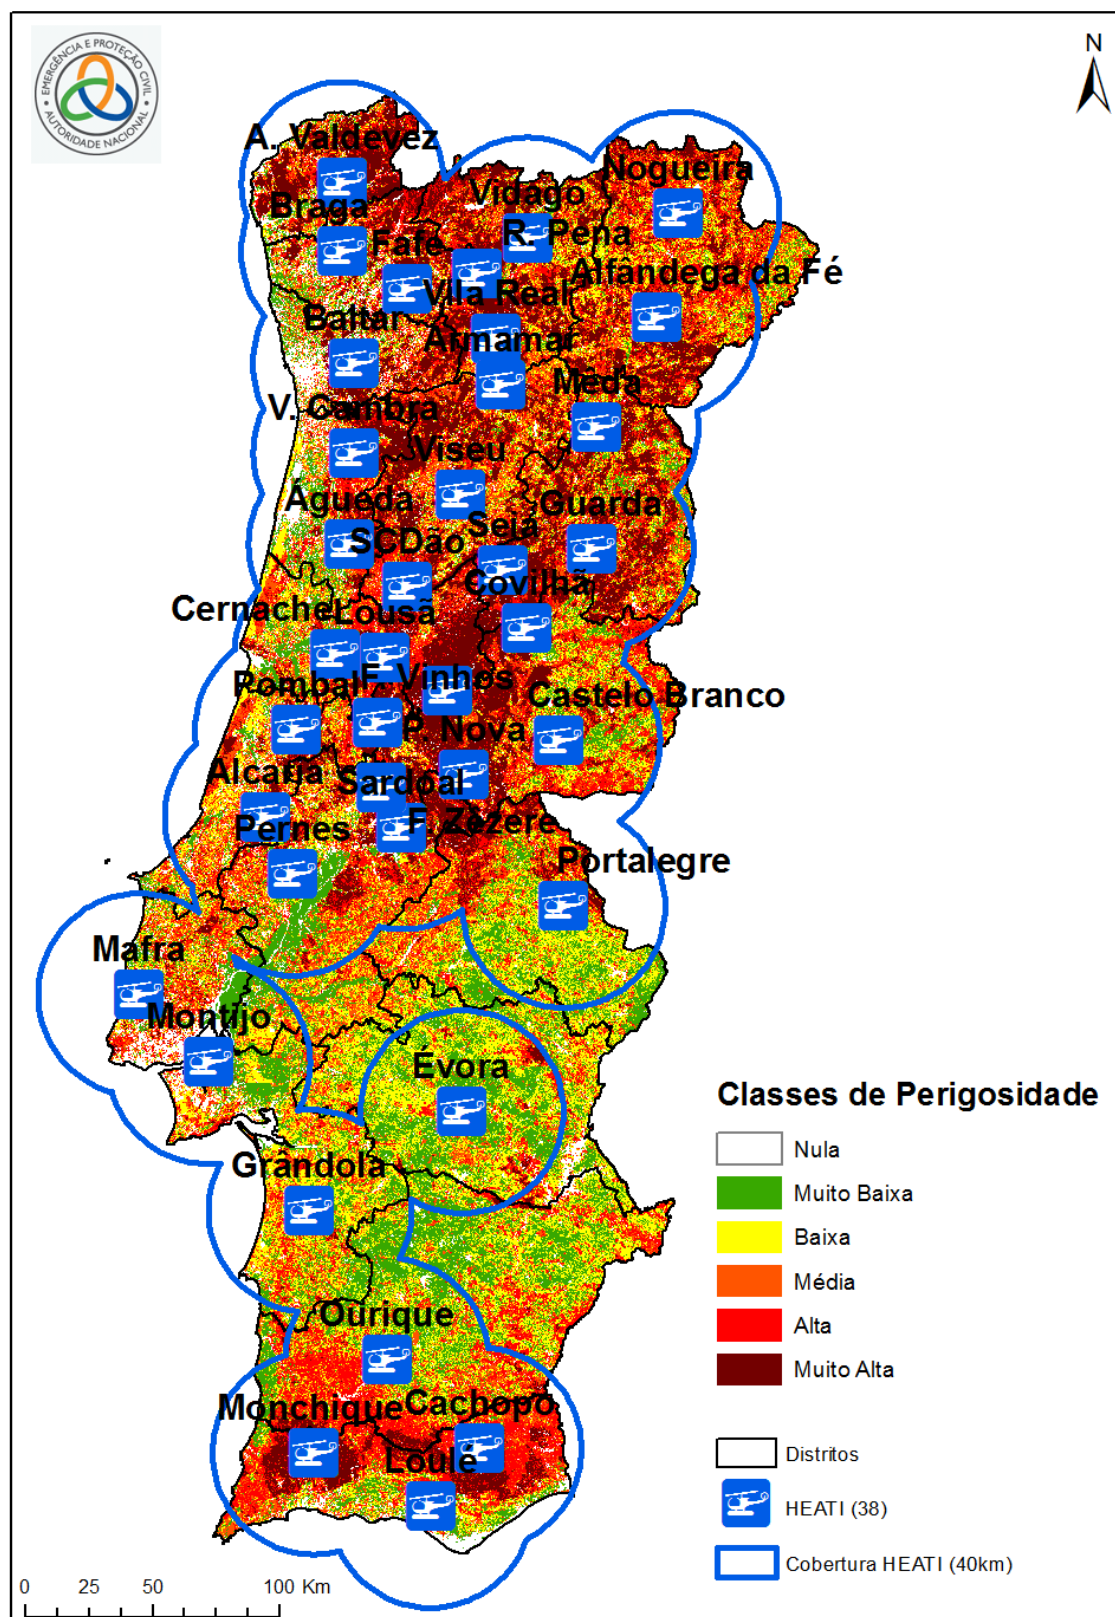 EMERGÊNCIA E PROTEÇÃO CIVIL
AUTORIDADE NACIONAL
N
A. Valdevez
Nogueira
Vidago
Braga
R. Pena
Fafe
Alfândega da Fé
Vila Real
Baltar
Armamar
Mêda
V. Cambra
Viseu
Águeda
Guarda
Seia
SCDão
Covilhã
Cernache
Lousã
F. Vinhos
Pombal
Castelo Branco
P. Nova
Alcaria
Sardoal
F. Zêzere
Pernes
Portalegre
Mafra
Montijo
Évora
Grândola
Ourique
Monchique
Cachopo
Loulé
Classes de Perigosidade
Nula
Muito Baixa
Baixa
Média
Alta
Muito Alta
Distritos
HEATI (38)
Cobertura HEATI (40km)
0 25 50 100 Km